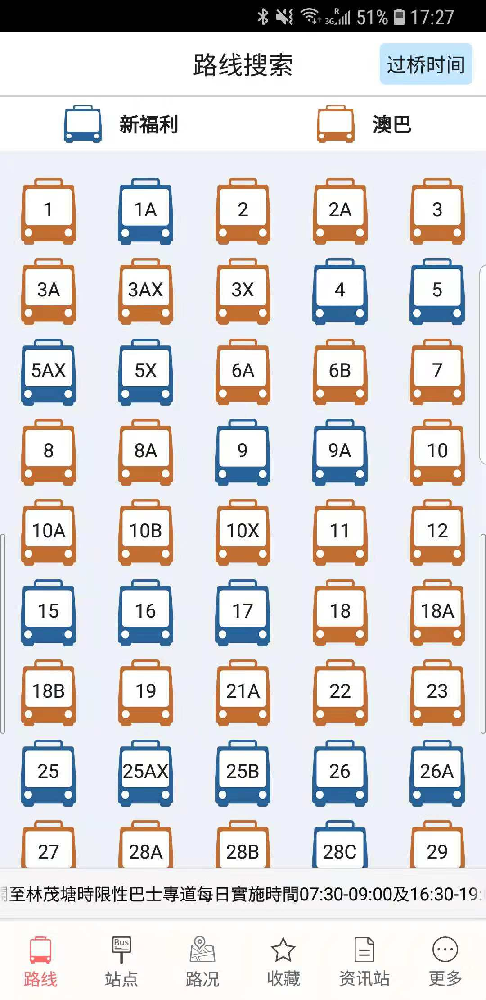 R
3G
51%
17:27
路线搜索
过桥时间
新福利
澳巴
1 1A 2 2A 3
3A 3AX 3X 4 5
5AX 5X 6A 6B 7
8 8A 9 9A 10
10A 10B 10X 11 12
15 16 17 18 18A
18B 19 21A 22 23
25 25AX 25B 26 26A
27 28A 28B 28C 29
至林茂塘時限性巴士專道每日實施時間07:30-09:00及16:30-19:
Bus
路线 站点 路况 收藏 资讯站 更多